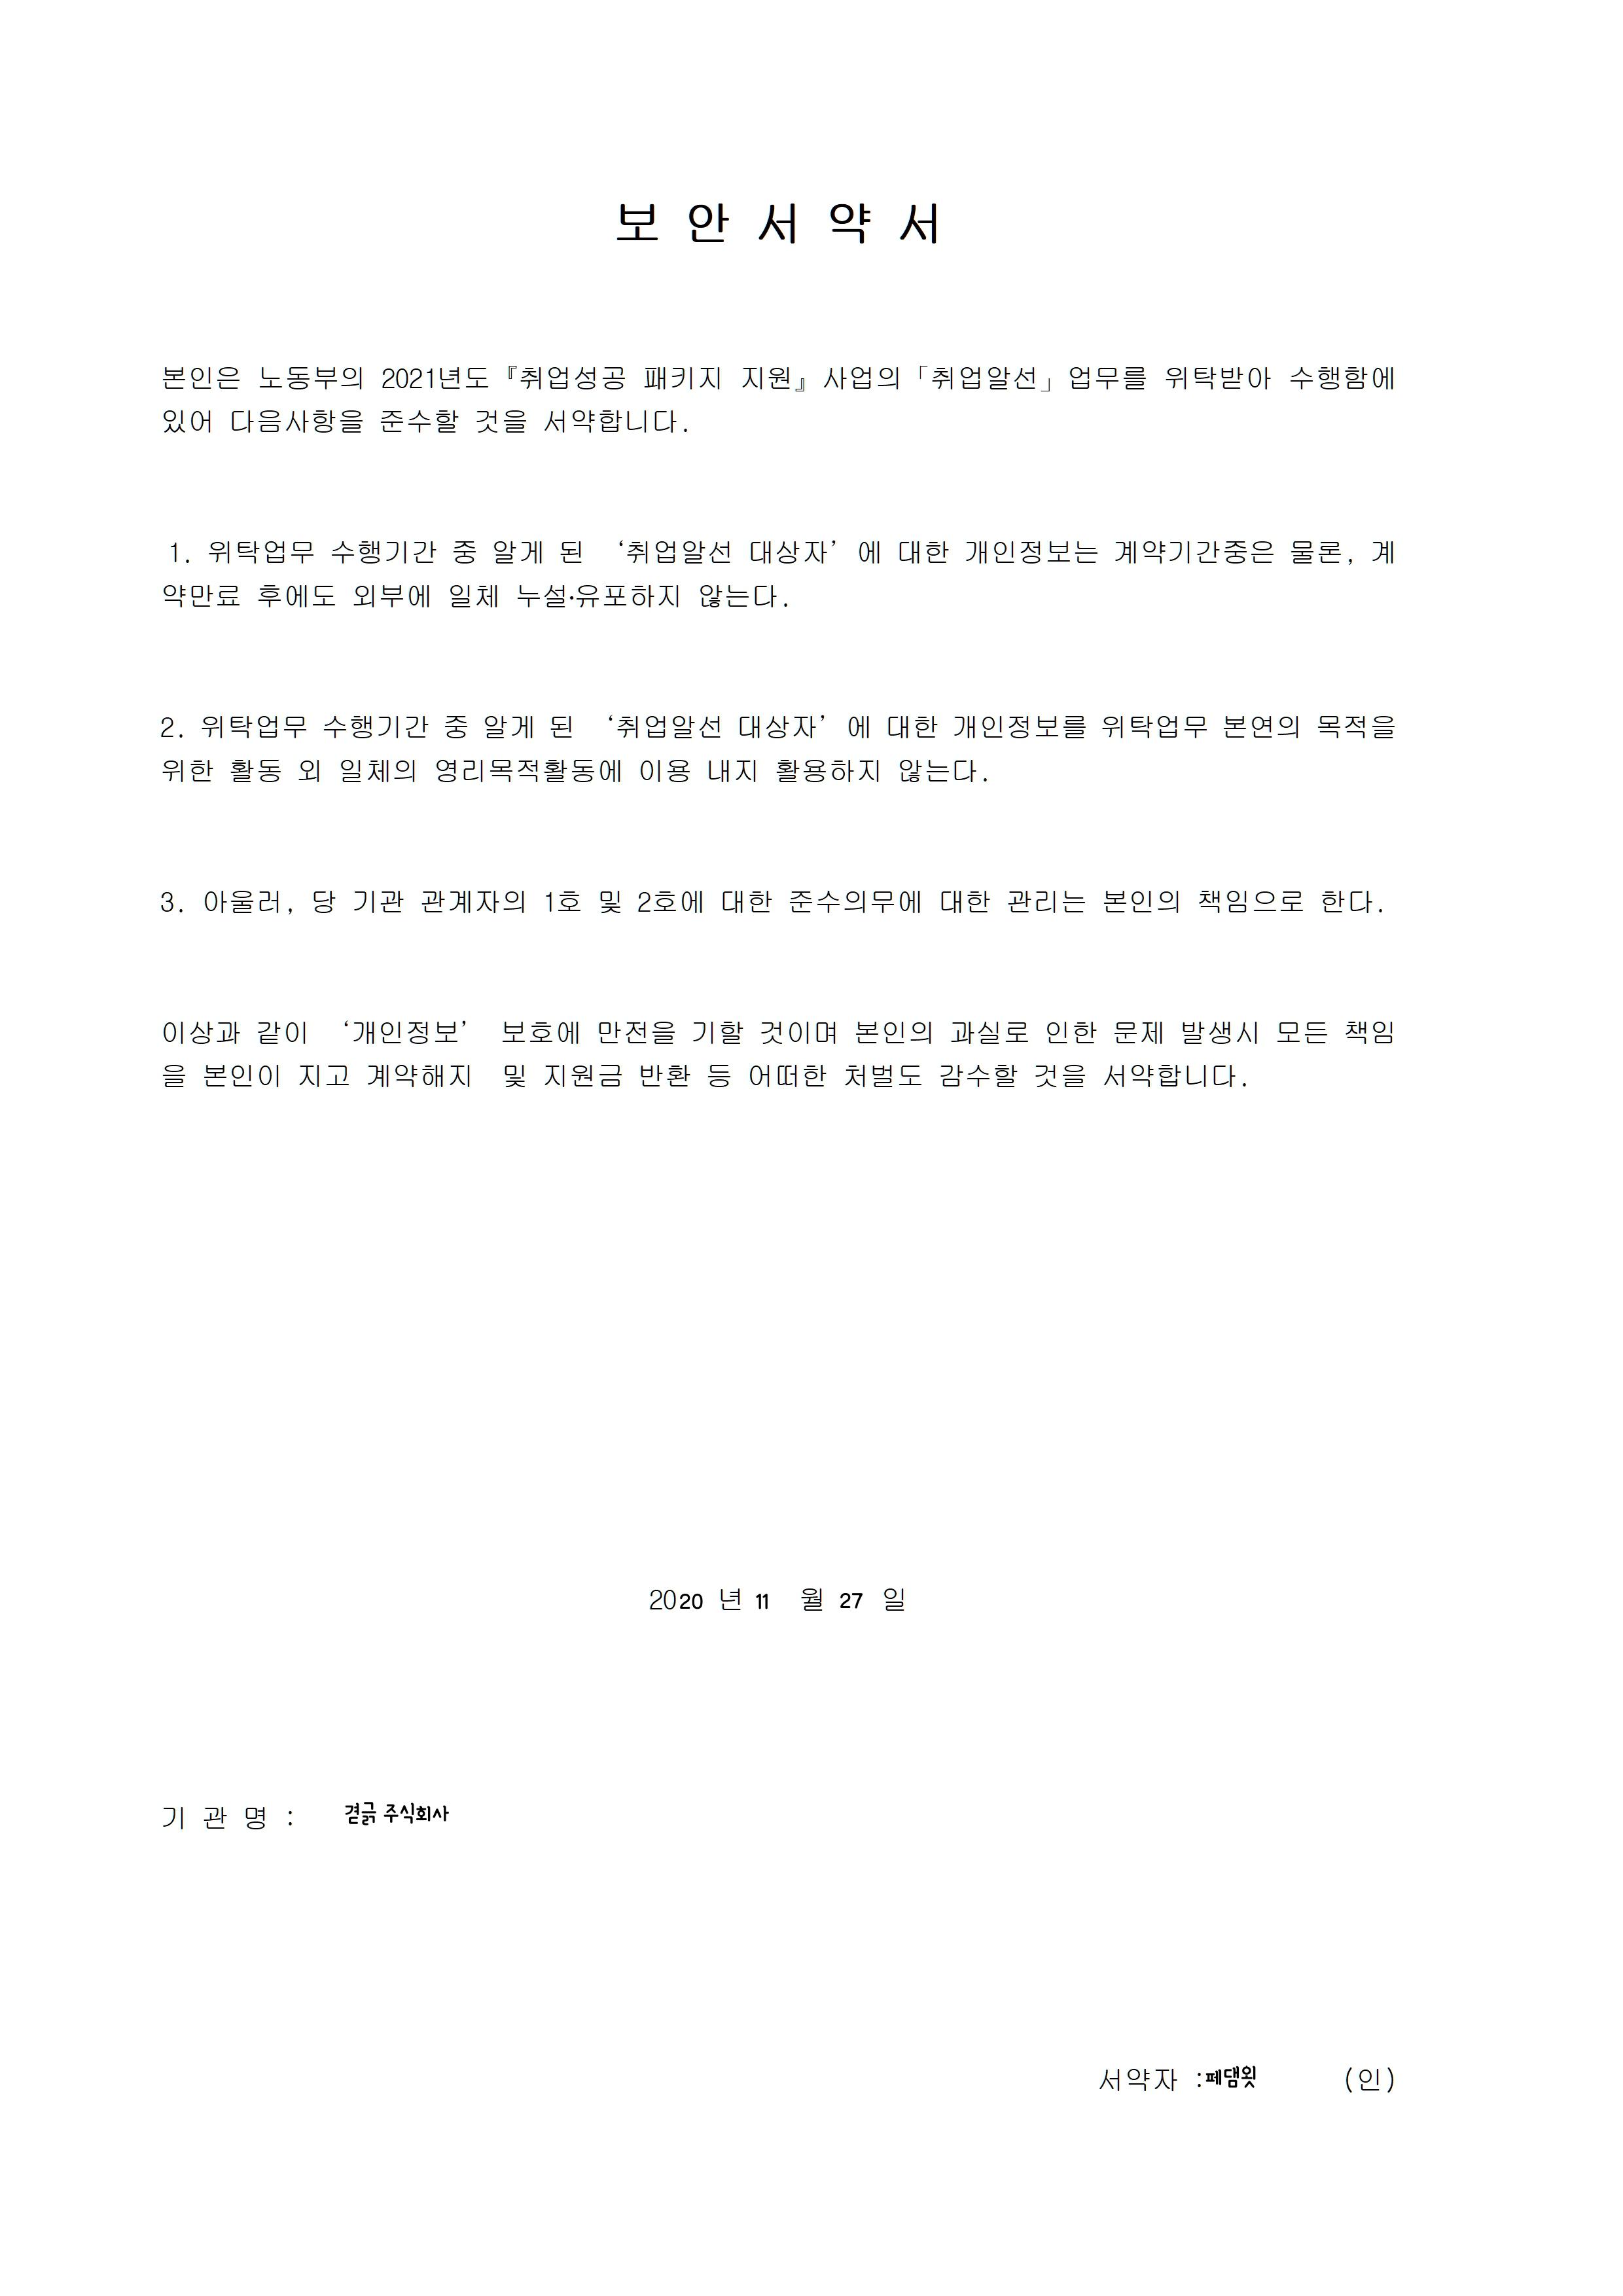 보 안 서 약 서
본인은 노동부의 2021년도『취업성공 패키지 지원』사업의「취업알선」업무를 위탁받아 수행함에
있어 다음사항을 준수할 것을 서약합니다.
1. 위탁업무 수행기간 중 알게 된 ‘취업알선 대상자’에 대한 개인정보는 계약기간중은 물론, 계
약만료 후에도 외부에 일체 누설·유포하지 않는다.
2. 위탁업무 수행기간 중 알게 된 ‘취업알선 대상자’에 대한 개인정보를 위탁업무 본연의 목적을
위한 활동 외 일체의 영리목적활동에 이용 내지 활용하지 않는다.
3. 아울러, 당 기관 관계자의 1호 및 2호에 대한 준수의무에 대한 관리는 본인의 책임으로 한다.
이상과 같이 ‘개인정보’ 보호에 만전을 기할 것이며 본인의 과실로 인한 문제 발생시 모든 책임
을 본인이 지고 계약해지 및 지원금 반환 등 어떠한 처벌도 감수할 것을 서약합니다.
2020 년 11 월 27 일
기 관 명 : 겯긁 주식회사
서약자 : 페댐윗 (인)